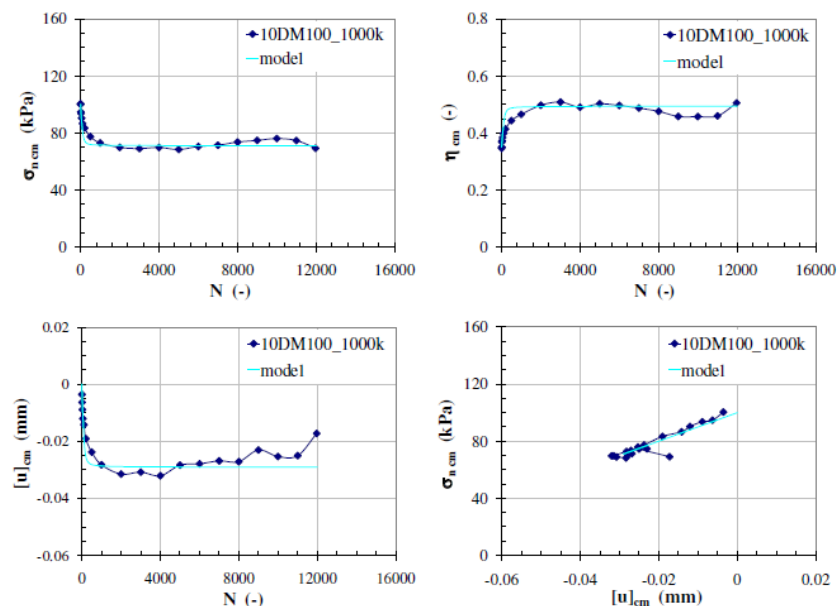 160
120
80
40
0
σn cm (kPa)
10DM100_1000k
model
0 4000 8000 12000 16000
N (-)
0.8
0.6
0.4
0.2
0.0
ηcm (-)
10DM100_1000k
model
0 4000 8000 12000 16000
N (-)
0.02
0
-0.02
-0.04
-0.06
[u]cm (mm)
10DM100_1000k
model
0 4000 8000 12000 16000
N (-)
160
120
80
40
0
σn cm (kPa)
10DM100_1000k
model
-0.06 -0.04 -0.02 0 0.02
[u]cm (mm)